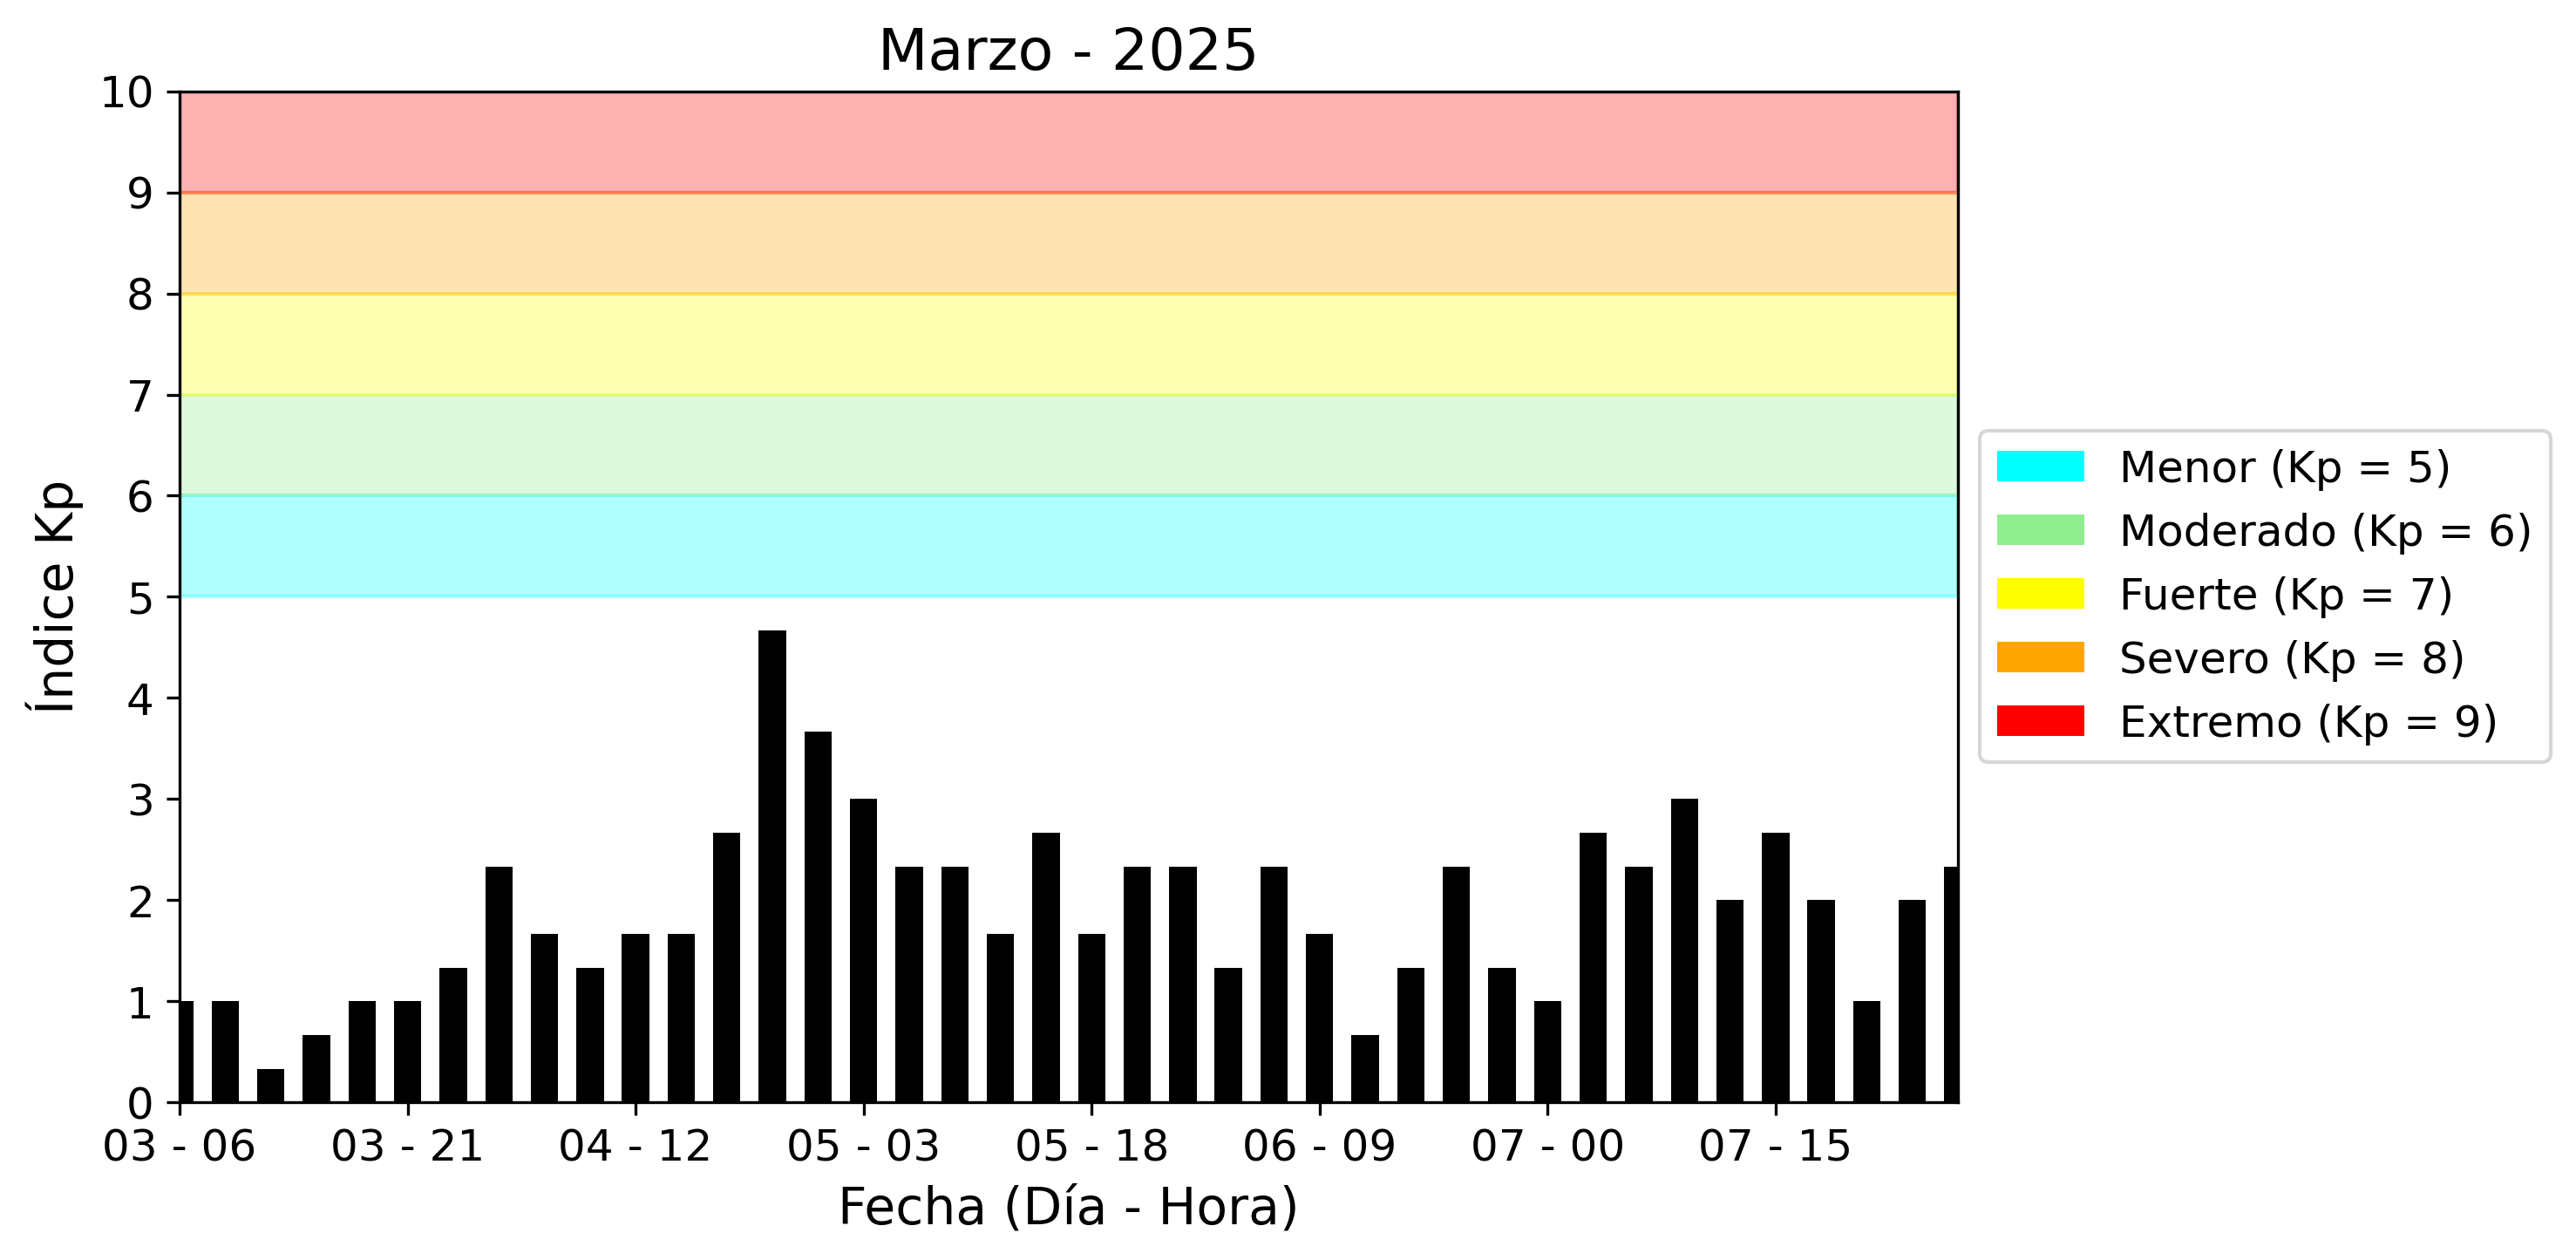 Marzo - 2025
10
9
8
7
6
5
4
3
2
1
0
Índice Kp
03 - 06
03 - 21
04 - 12
05 - 03
05 - 18
06 - 09
07 - 00
07 - 15
Fecha (Día - Hora)
Menor (Kp = 5)
Moderado (Kp = 6)
Fuerte (Kp = 7)
Severo (Kp = 8)
Extremo (Kp = 9)